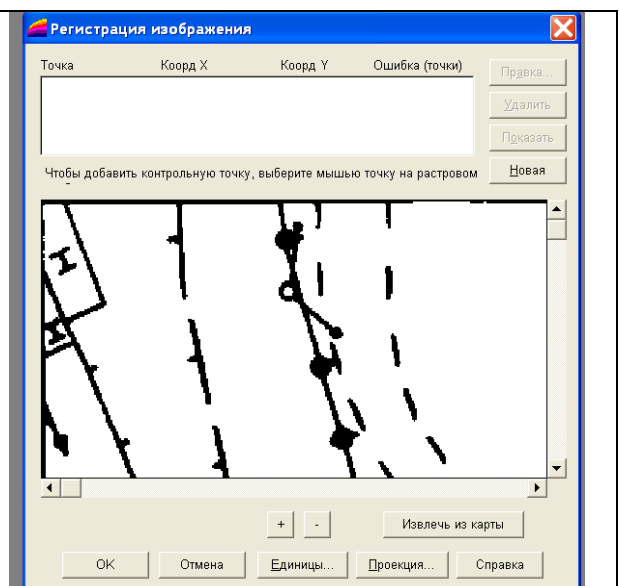 Регистрация изображения
Точка Коорд X Коорд Y Ошибка (точки)
Правка...
Удалить
Показать
Чтобы добавить контрольную точку, выберите мышью точку на растровом
Новая
+ -
Извлечь из карты
OK Отмена Единицы... Проекция... Справка